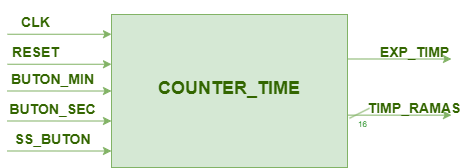 CLK
RESET
BUTON_MIN
BUTON_SEC
SS_BUTON
COUNTER_TIME
EXP_TIMP
TIMP_RAMAS
16